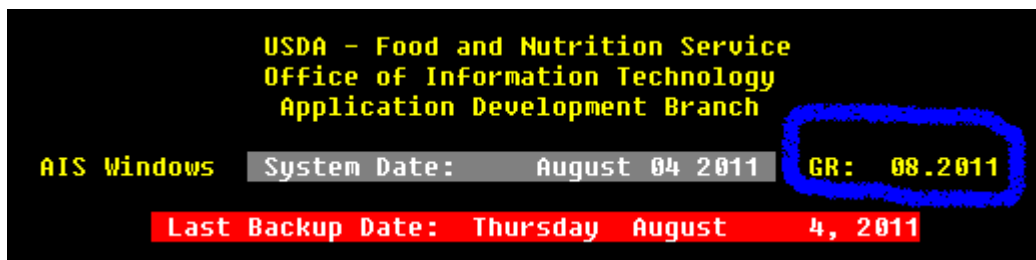 USDA - Food and Nutrition Service
Office of Information Technology
Application Development Branch
AIS Windows System Date: August 04 2011 GR: 08.2011
Last Backup Date: Thursday August 4, 2011